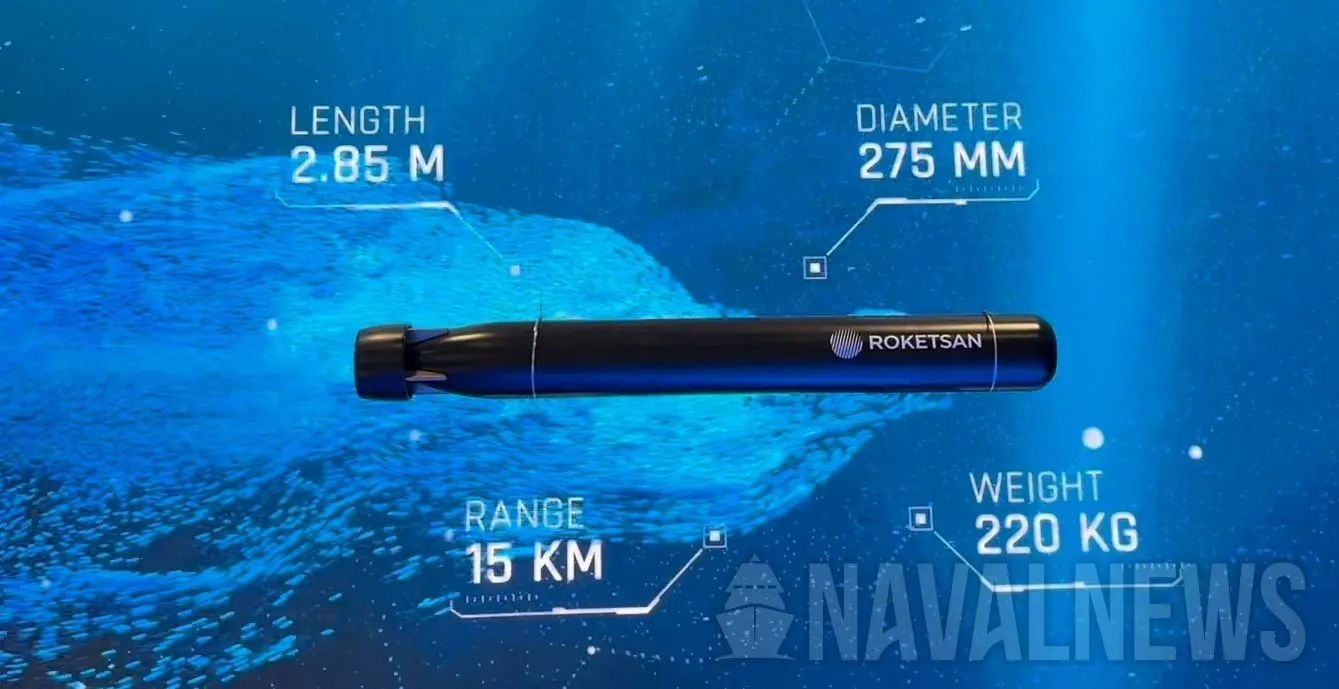 LENGTH
2.85 M
DIAMETER
275 MM
ROKETSAN
RANGE
15 KM
WEIGHT
220 KG
NAVALNEWS